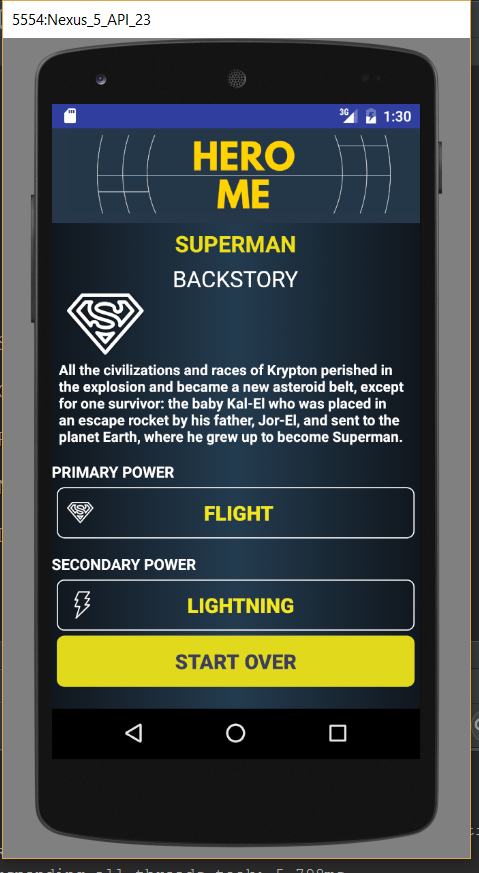 5554:Nexus_5_API_23
3G 1:30
HERO
ME
SUPERMAN
BACKSTORY
S
All the civilizations and races of Krypton perished in
the explosion and became a new asteroid belt, except
for one survivor: the baby Kal-El who was placed in
an escape rocket by his father, Jor-El, and sent to the
planet Earth, where he grew up to become Superman.
PRIMARY POWER
S FLIGHT
SECONDARY POWER
LIGHTNING
START OVER